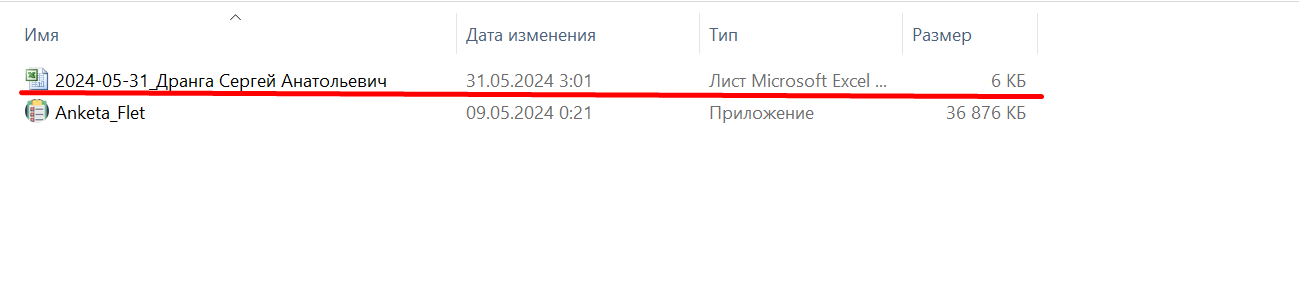 Имя Дата изменения Тип Размер
2024-05-31_Дранга Сергей Анатольевич 31.05.2024 3:01 Лист Microsoft Excel ... 6 КБ
Anketa_Flet 09.05.2024 0:21 Приложение 36 876 КБ